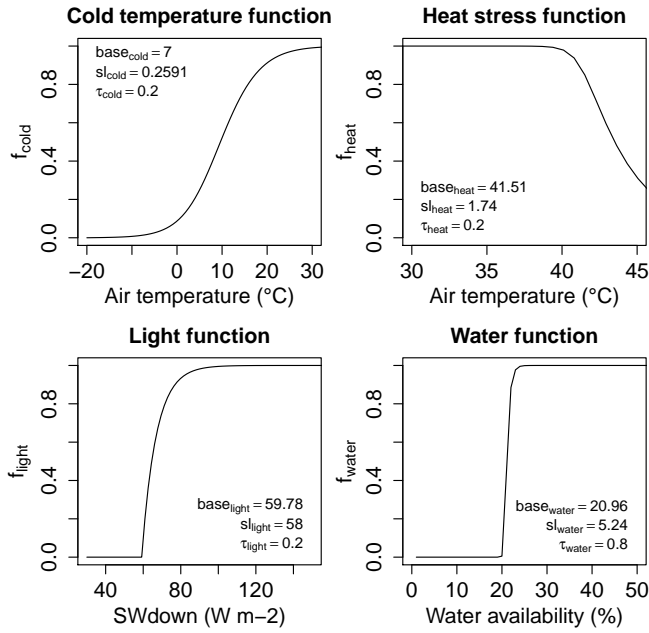 Cold temperature function
base_cold = 7
sl_cold = 0.2591
τ_cold = 0.2
f_cold
0.0 0.4 0.8
−20 0 10 20 30
Air temperature (°C)
Heat stress function
base_heat = 41.51
sl_heat = 1.74
τ_heat = 0.2
f_heat
0.0 0.4 0.8
30 35 40 45
Air temperature (°C)
Light function
base_light = 59.78
sl_light = 58
τ_light = 0.2
f_light
0.0 0.4 0.8
40 80 120
SWdown (W m−2)
Water function
base_water = 20.96
sl_water = 5.24
τ_water = 0.8
f_water
0.0 0.4 0.8
0 10 20 30 40 50
Water availability (%)